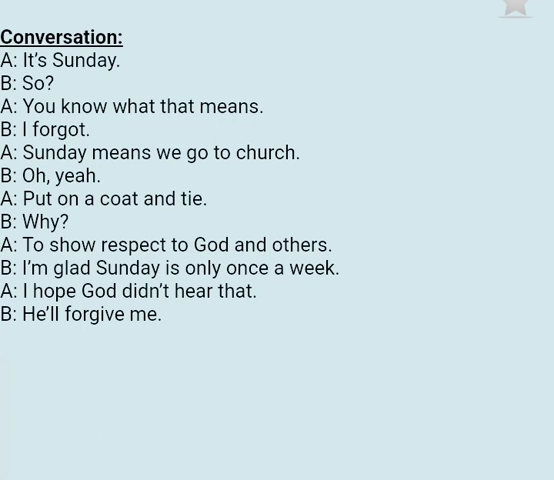 Conversation:
A: It’s Sunday.
B: So?
A: You know what that means.
B: I forgot.
A: Sunday means we go to church.
B: Oh, yeah.
A: Put on a coat and tie.
B: Why?
A: To show respect to God and others.
B: I’m glad Sunday is only once a week.
A: I hope God didn’t hear that.
B: He’ll forgive me.